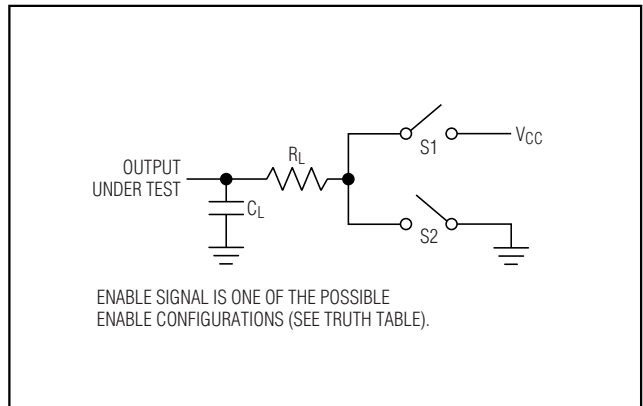 OUTPUT
UNDER TEST
RL
CL
S1
VCC
S2
ENABLE SIGNAL IS ONE OF THE POSSIBLE
ENABLE CONFIGURATIONS (SEE TRUTH TABLE).